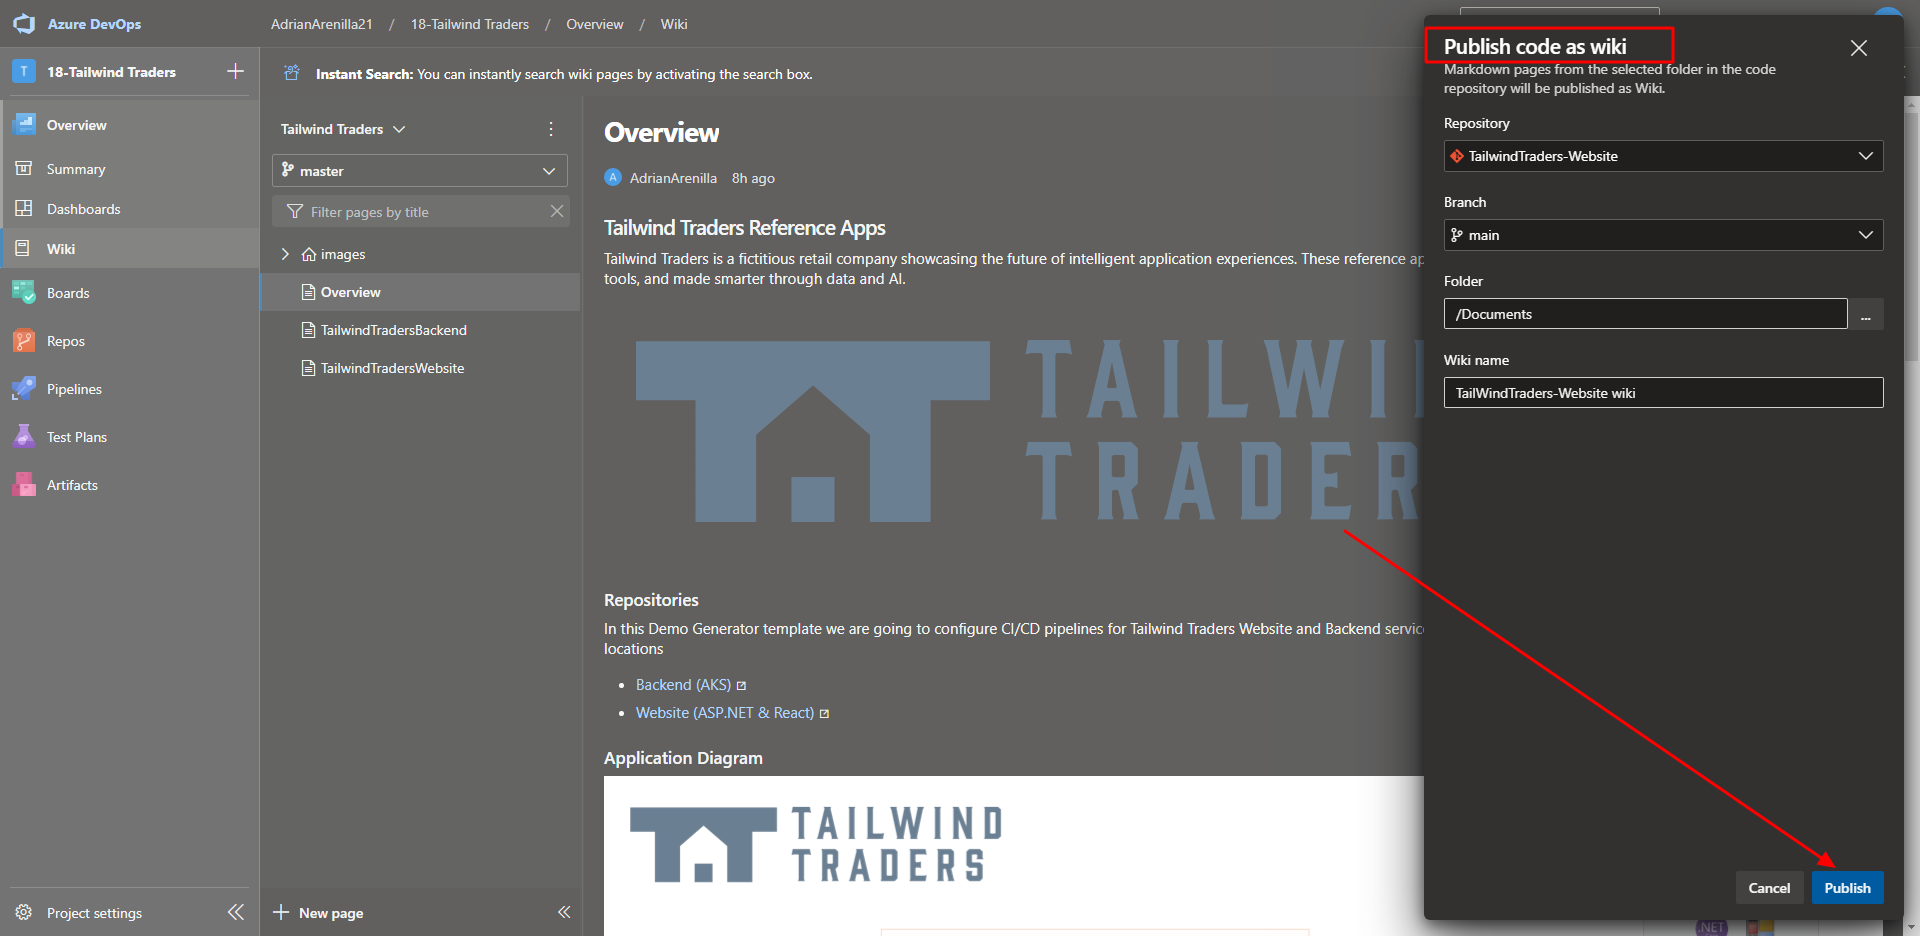 Azure DevOps
AdrianArenilla21 / 18-Tailwind Traders / Overview / Wiki
T 18-Tailwind Traders
Overview
Summary
Dashboards
Wiki
Boards
Repos
Pipelines
Test Plans
Artifacts
Project settings
Instant Search: You can instantly search wiki pages by activating the search box.
Tailwind Traders
master
Filter pages by title
images
Overview
TailwindTradersBackend
TailwindTradersWebsite
New page
Overview
A AdrianArenilla 8h ago
Tailwind Traders Reference Apps
Tailwind Traders is a fictitious retail company showcasing the future of intelligent application experiences. These reference ap
tools, and made smarter through data and AI.
TAILWI
TRADER
Repositories
In this Demo Generator template we are going to configure CI/CD pipelines for Tailwind Traders Website and Backend servic
locations
• Backend (AKS)
• Website (ASP.NET & React)
Application Diagram
TAILWIND
TRADERS
.NET
Publish code as wiki
Markdown pages from the selected folder in the code
repository will be published as Wiki.
Repository
TailwindTraders-Website
Branch
main
Folder
/Documents
...
Wiki name
TailWindTraders-Website wiki
Cancel
Publish